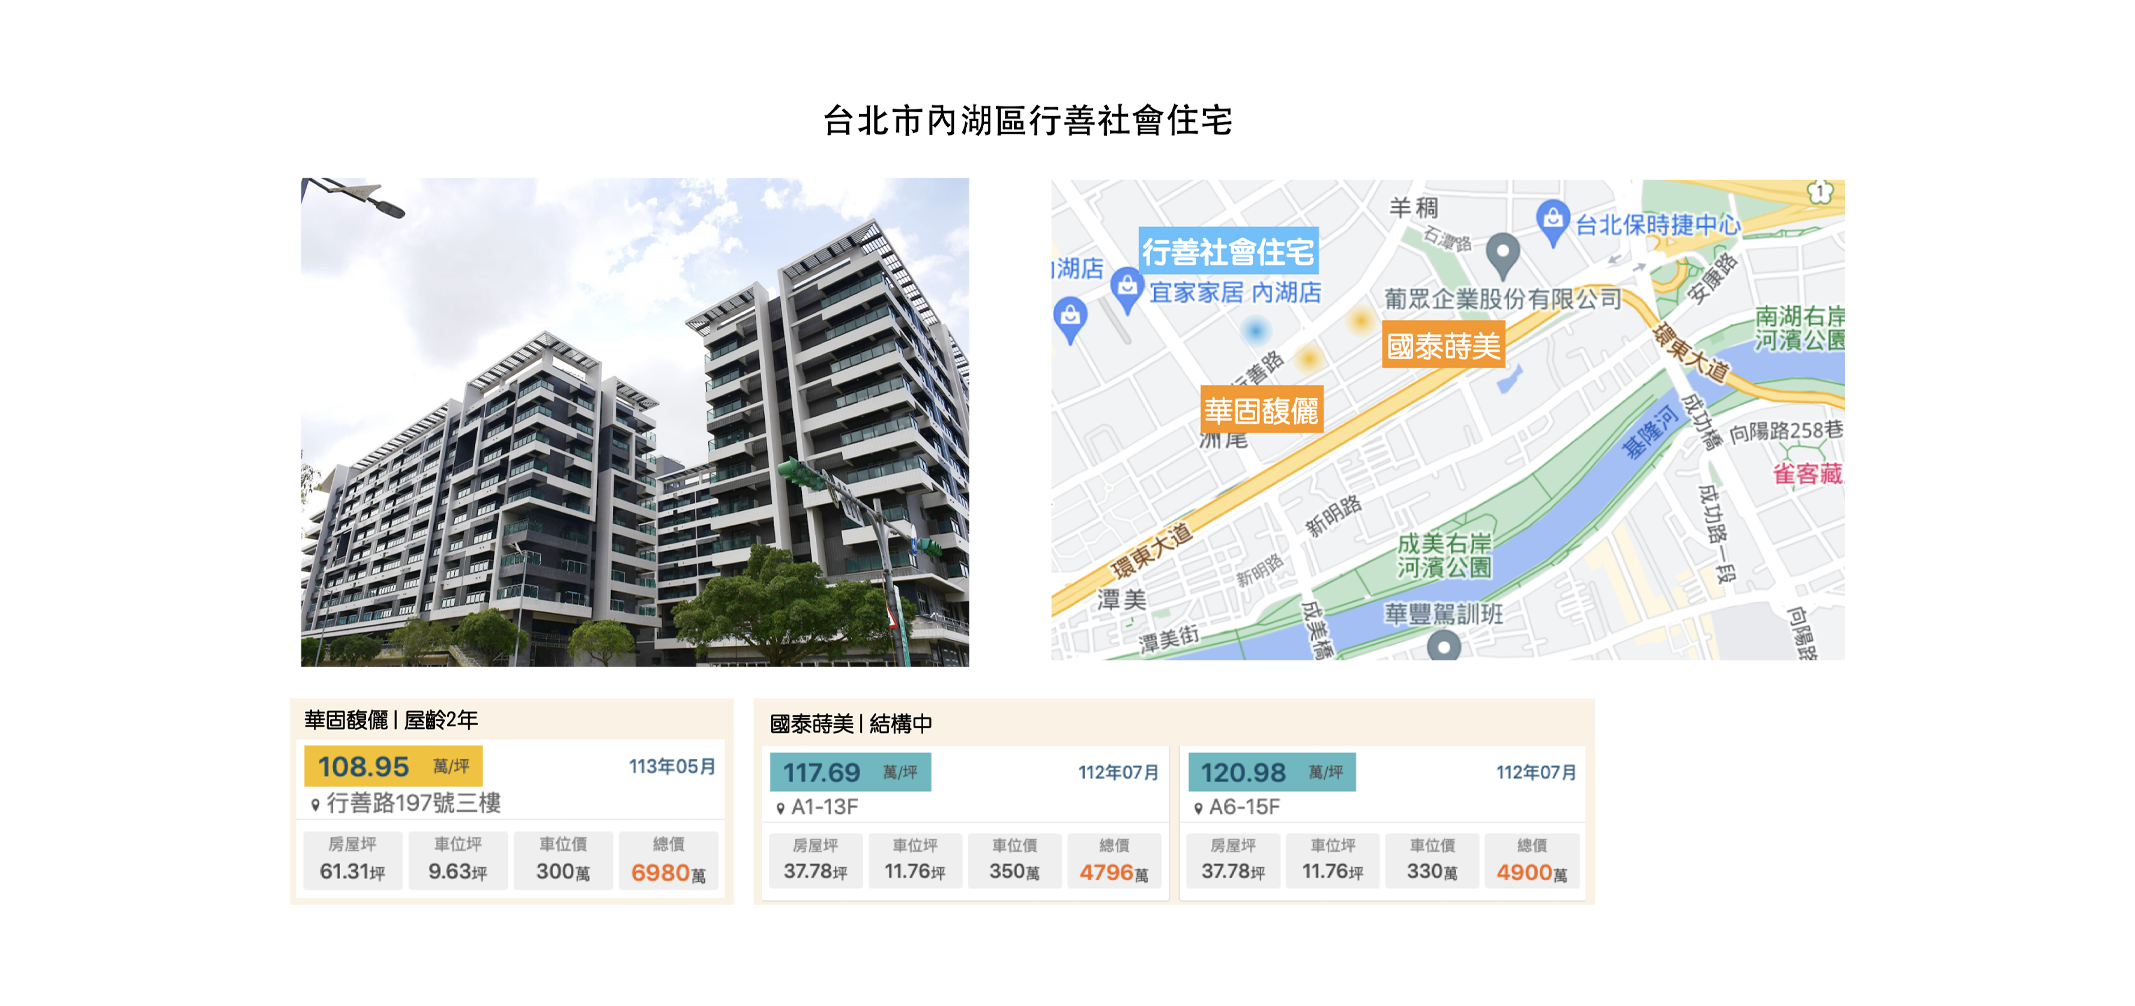 台北市內湖區行善社會住宅
羊稠
石潭路
台北保時捷中心
1
行善社會住宅
內湖店
宜家家居 內湖店
葡眾企業股份有限公司
安康路
南湖右岸
河濱公園
國泰蒔美
環東大道
行善路
華固馥儷
洲尾
成功橋
基隆河
向陽路258巷
雀客藏
成功路一段
新明路
環東大道
成美右岸
河濱公園
新明路
潭美
華豐駕訓班
成美橋
潭美街
向陽路
華固馥儷 | 屋齡2年
108.95 萬/坪 113年05月
行善路197號三樓
房屋坪 車位坪 車位價 總價
61.31坪 9.63坪 300萬 6980萬
國泰蒔美 | 結構中
117.69 萬/坪 112年07月
A1-13F
房屋坪 車位坪 車位價 總價
37.78坪 11.76坪 350萬 4796萬
120.98 萬/坪 112年07月
A6-15F
房屋坪 車位坪 車位價 總價
37.78坪 11.76坪 330萬 4900萬